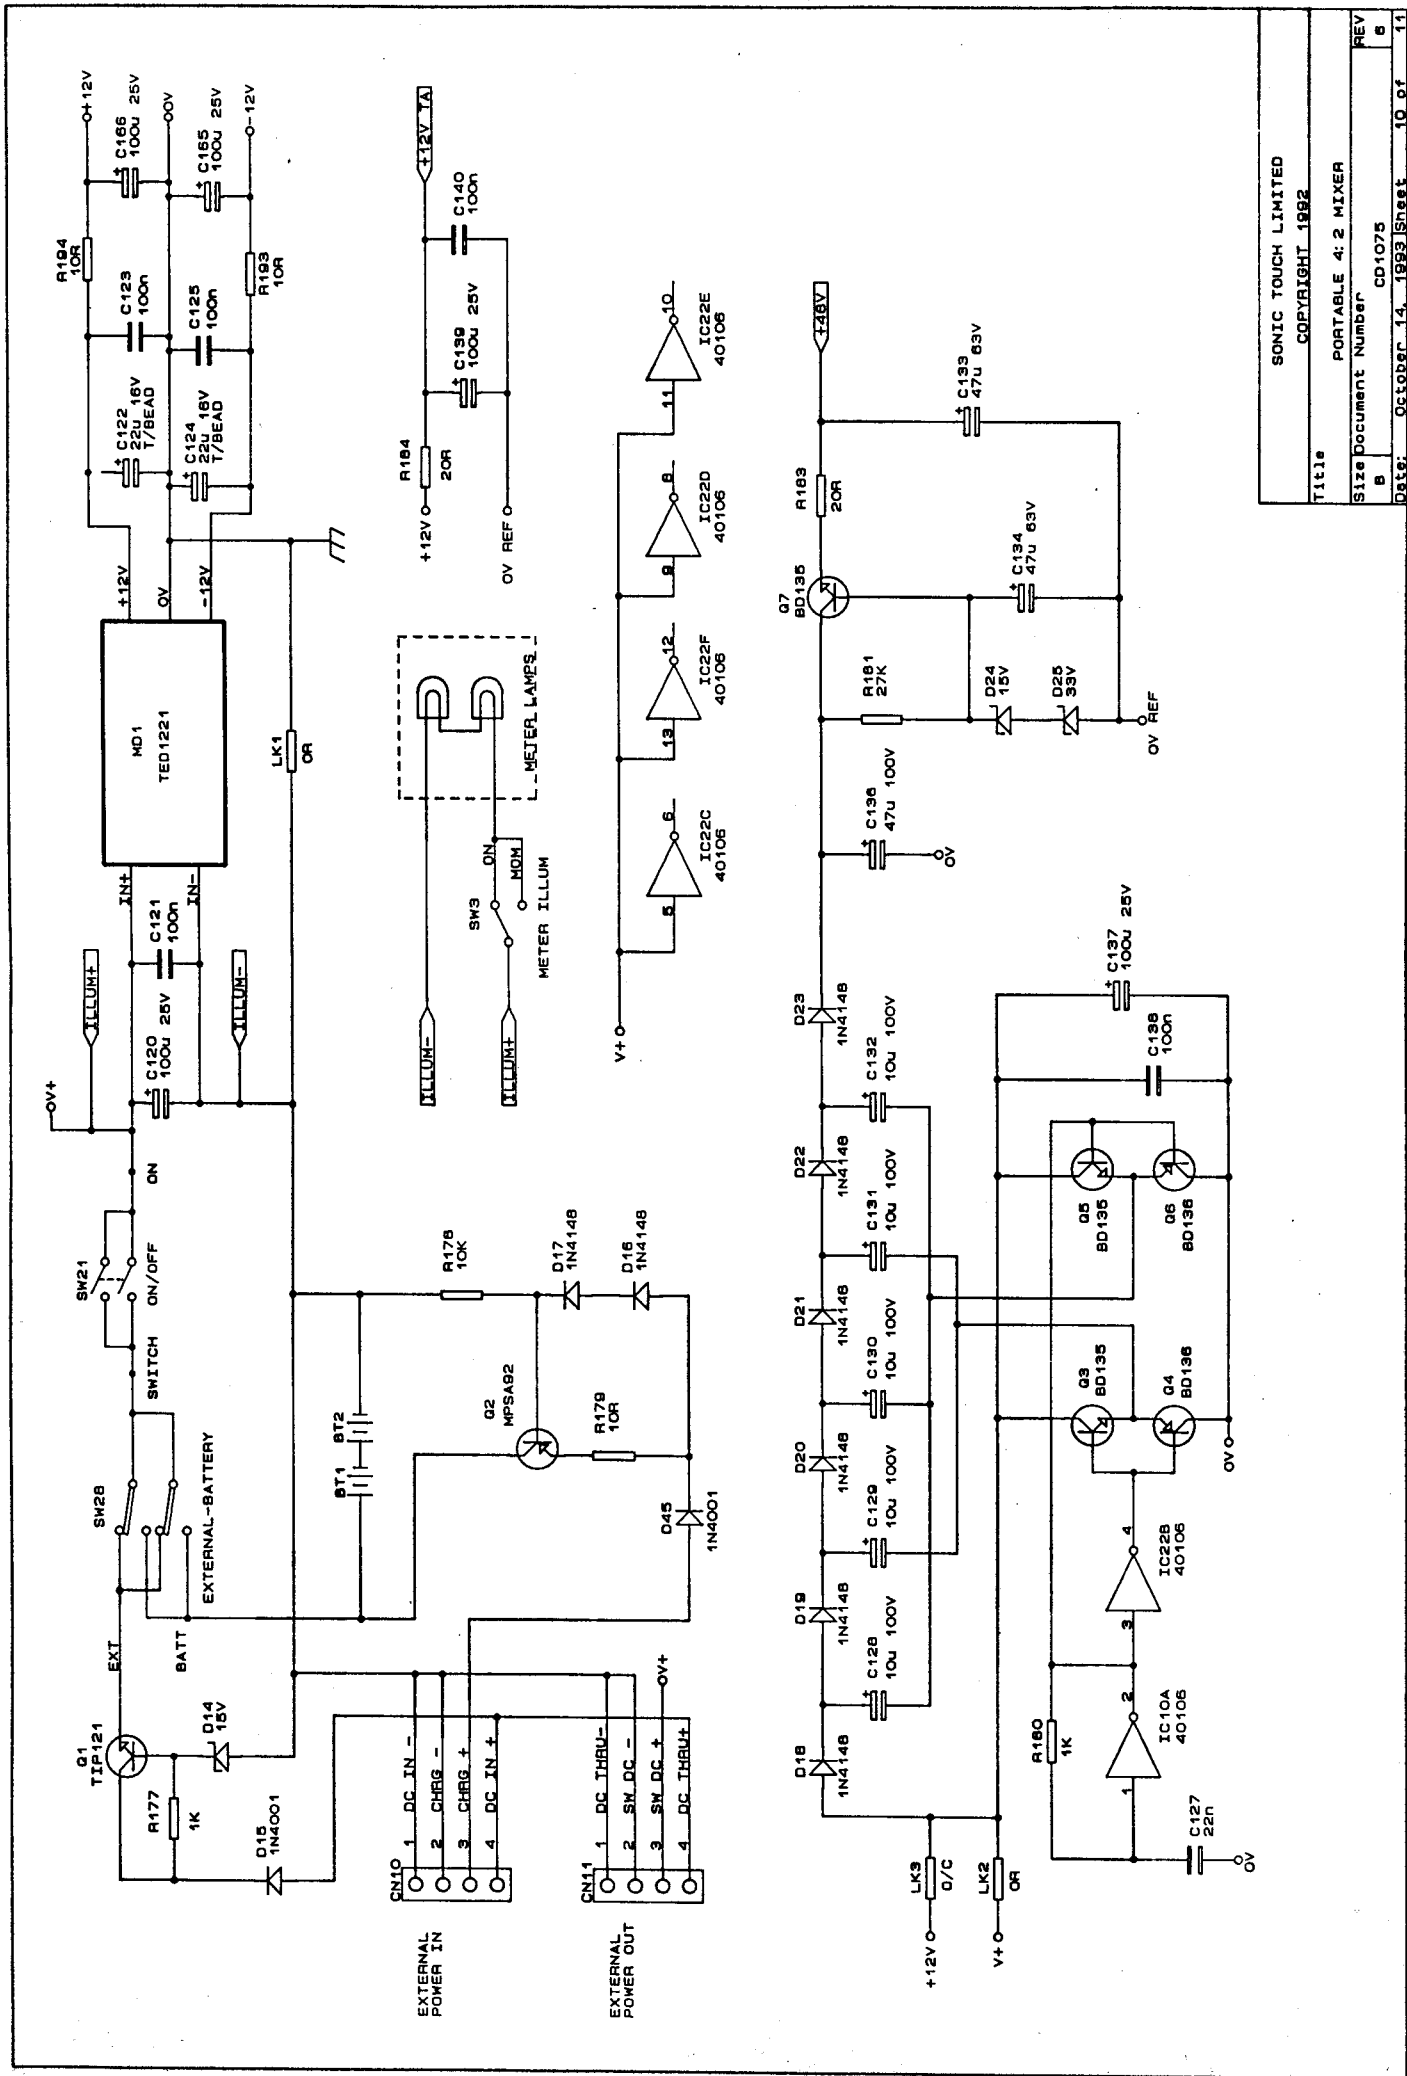 +12V
C166
100u 25V
0V
C165
100u 25V
-12V
R194
10R
C123
100n
C125
100n
R193
10R
C122
22u 16V
T/BEAD
C124
22u 16V
T/BEAD
+12V
0V
-12V
MD1
TED1221
IN+
IN-
C121
100n
LK1
0R
ILLUM+
C120
100u 25V
ILLUM-
V+
ON
SW21
ON/OFF
SWITCH
SW28
EXTERNAL-BATTERY
EXT
BATT
Q1
TIP121
D14
15V
R177
1K
D15
1N4001
BT1
BT2
R178
10K
D17
1N4148
D16
1N4148
Q2
MPSA92
R179
10R
D45
1N4001
EXTERNAL
POWER IN
CN10
1 DC IN -
2 CHRG -
3 CHRG +
4 DC IN +
EXTERNAL
POWER OUT
CN11
1 DC THRU-
2 SW DC -
3 SW DC +
4 DC THRU+
V+
+12V TA
C140
100n
C139
100u 25V
R184
20R
+12V
0V REF
METER LAMPS
ON
MOM
SW3
METER ILLUM
ILLUM-
ILLUM+
V+
5
6
IC22C
40106
13
12
IC22F
40106
9
8
IC22D
40106
11
10
IC22E
40106
+48V
C133
47u 63V
R183
20R
Q7
BD135
C134
47u 63V
R181
27K
D24
15V
D25
33V
0V REF
C136
47u 100V
0V
D23
1N4148
C132
10u 100V
D22
1N4148
C131
10u 100V
D21
1N4148
C130
10u 100V
D20
1N4148
C129
10u 100V
D19
1N4148
C128
10u 100V
D18
1N4148
C137
100u 25V
C138
100n
Q5
BD135
Q6
BD136
Q3
BD135
Q4
BD136
0V
3
4
IC22B
40106
R180
1K
1
2
IC10A
40106
C127
22n
0V
+12V
LK3
O/C
V+
LK2
0R
SONIC TOUCH LIMITED
COPYRIGHT 1992
Title
PORTABLE 4:2 MIXER
Size Document Number REV
B CD1075 6
Date: October 14, 1993 Sheet 10 of 11